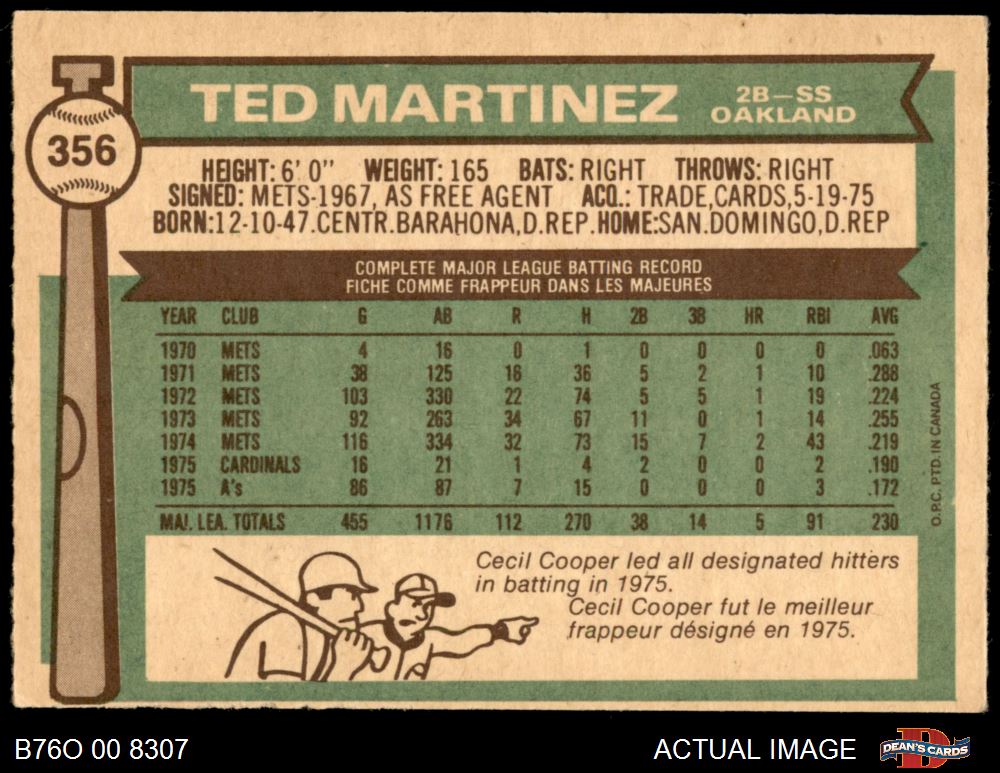 TED MARTINEZ
2B—SS
OAKLAND
356
HEIGHT: 6' 0" WEIGHT: 165 BATS: RIGHT THROWS: RIGHT
SIGNED: METS-1967, AS FREE AGENT ACQ.: TRADE,CARDS,5-19-75
BORN:12-10-47.CENTR.BARAHONA,D.REP.HOME:SAN.DOMINGO,D.REP
COMPLETE MAJOR LEAGUE BATTING RECORD
FICHE COMME FRAPPEUR DANS LES MAJEURES
YEAR CLUB G AB R H 2B 3B HR RBI AVG
1970 METS 4 16 0 1 0 0 0 0 .063
1971 METS 38 125 16 36 5 2 1 10 .288
1972 METS 103 330 22 74 5 5 1 19 .224
1973 METS 92 263 34 67 11 0 1 14 .255
1974 METS 116 334 32 73 15 7 2 43 .219
1975 CARDINALS 16 21 1 4 2 0 0 2 .190
1975 A's 86 87 7 15 0 0 0 3 .172
MAJ. LEA. TOTALS 455 1176 112 270 38 14 5 91 230
O.P.C. PTD. IN CANADA
Cecil Cooper led all designated hitters
in batting in 1975.
Cecil Cooper fut le meilleur
frappeur désigné en 1975.
B76O 00 8307
ACTUAL IMAGE
DEAN'S CARDS